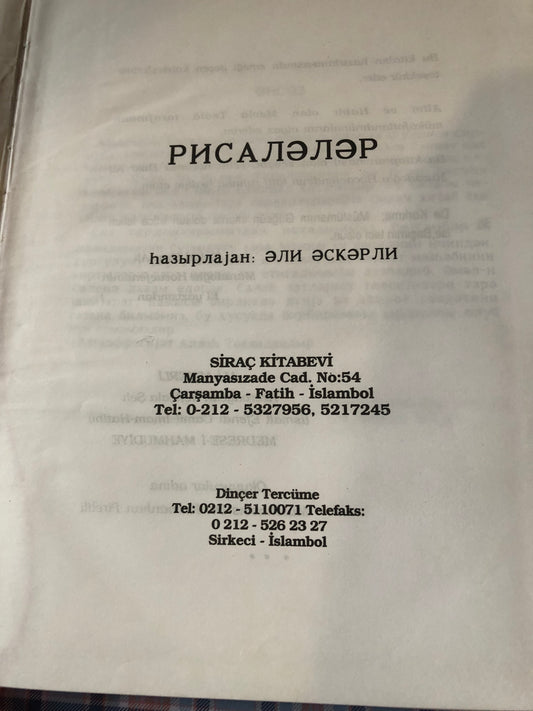 РИСАЛӘЛӘР
Һазырлајан: ӘЛИ ӘСКӘРЛИ
SİRAÇ KİTABEVİ
Manyasızade Cad. No:54
Çarşamba - Fatih - İslambol
Tel: 0-212 - 5327956, 5217245
Dinçer Tercüme
Tel: 0212 - 5110071 Telefaks:
0 212 - 526 23 27
Sirkeci - İslambol